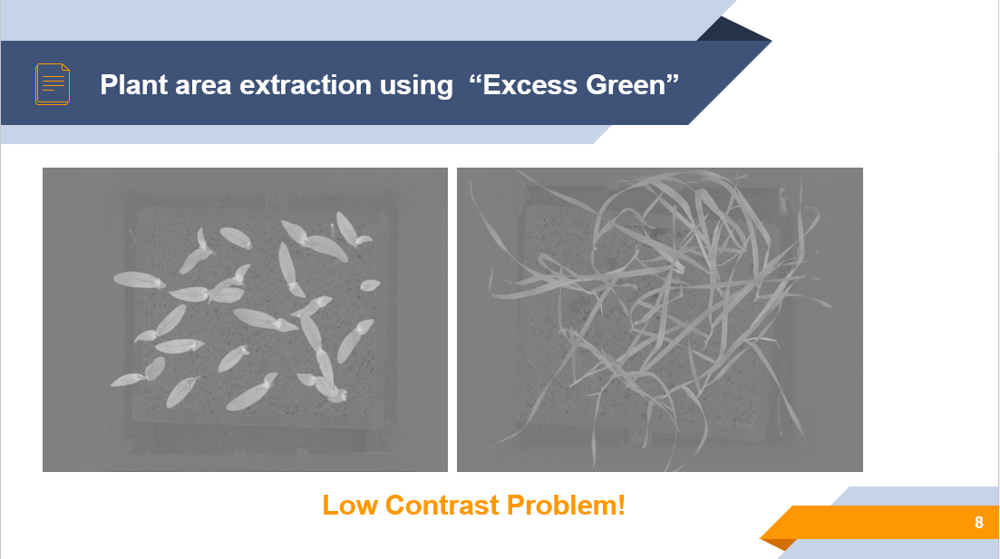 Plant area extraction using “Excess Green”
Low Contrast Problem!
8